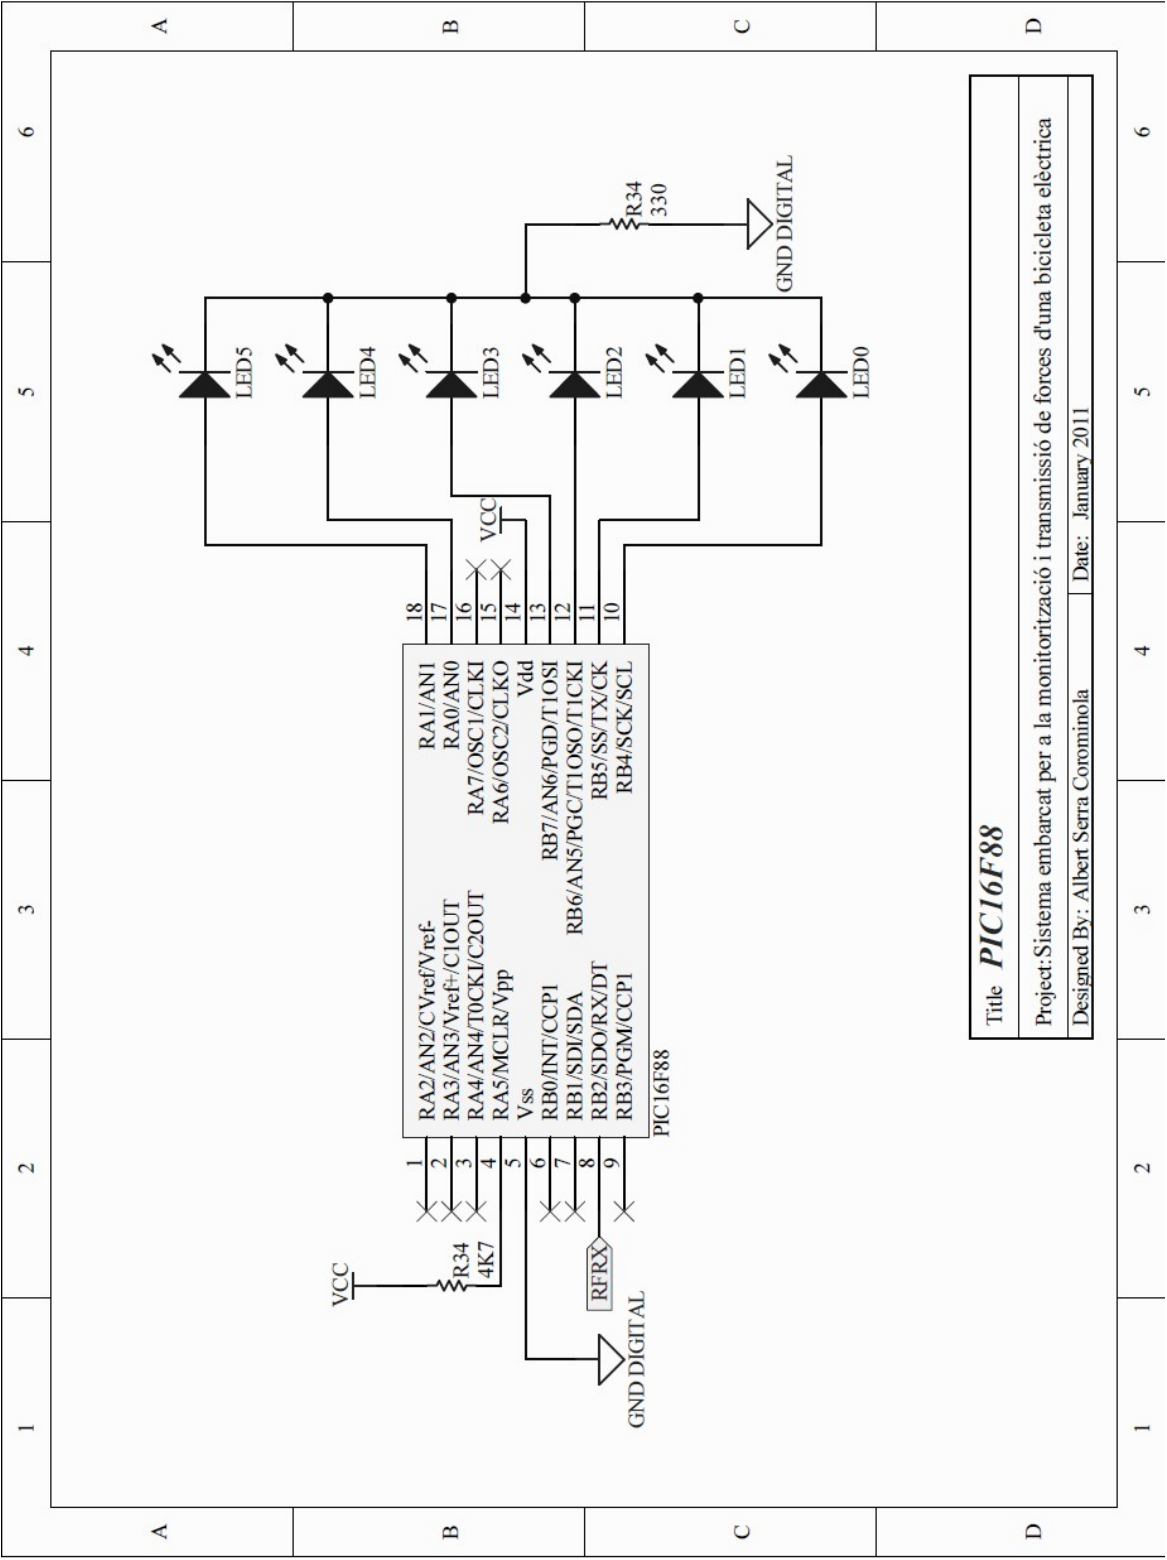 1 2 3 4 5 6
A A
VCC
R34
4K7
1 RA2/AN2/CVref/Vref- RA1/AN1 18
2 RA3/AN3/Vref+/C1OUT RA0/AN0 17
3 RA4/AN4/T0CKI/C2OUT RA7/OSC1/CLKI 16
4 RA5/MCLR/Vpp RA6/OSC2/CLKO 15
5 Vss Vdd 14
6 RB0/INT/CCP1 RB7/AN6/PGD/T1OSI 13
7 RB1/SDI/SDA RB6/AN5/PGC/T1OSO/T1CKI 12
8 RB2/SDO/RX/DT RB5/SS/TX/CK 11
9 RB3/PGM/CCP1 RB4/SCK/SCL 10
PIC16F88
VCC
RFRX
GND DIGITAL
LED5
LED4
LED3
LED2
LED1
LED0
R34
330
GND DIGITAL
B B
C C
D D
Title PIC16F88
Project:Sistema embarcat per a la monitorització i transmissió de forces d'una bicicleta elèctrica
Designed By: Albert Serra Corominola Date: January 2011
1 2 3 4 5 6